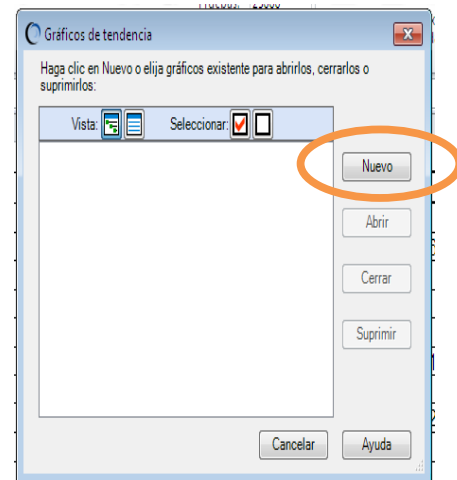 Gráficos de tendencia
Haga clic en Nuevo o elija gráficos existente para abrirlos, cerrarlos o
suprimirlos:
Vista: Seleccionar:
Nuevo
Abrir
Cerrar
Suprimir
Cancelar Ayuda